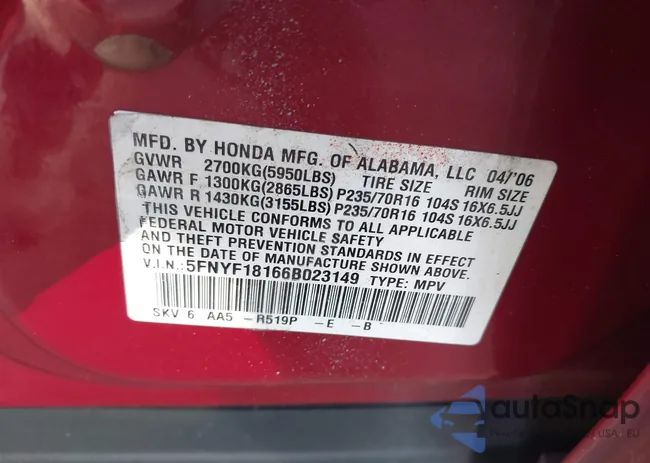 MFD. BY HONDA MFG. OF ALABAMA, LLC 04/'06
GVWR 2700KG(5950LBS) TIRE SIZE RIM SIZE
GAWR F 1300KG(2865LBS) P235/70R16 104S 16X6.5JJ
GAWR R 1430KG(3155LBS) P235/70R16 104S 16X6.5JJ
THIS VEHICLE CONFORMS TO ALL APPLICABLE
FEDERAL MOTOR VEHICLE SAFETY
AND THEFT PREVENTION STANDARDS IN EFFECT
ON THE DATE OF MANUFACTURE SHOWN ABOVE.
V.I.N.:5FNYF18166B023149 TYPE: MPV
SKV 6 AA5 -R519P -E -B
autoSnap
USA, EU